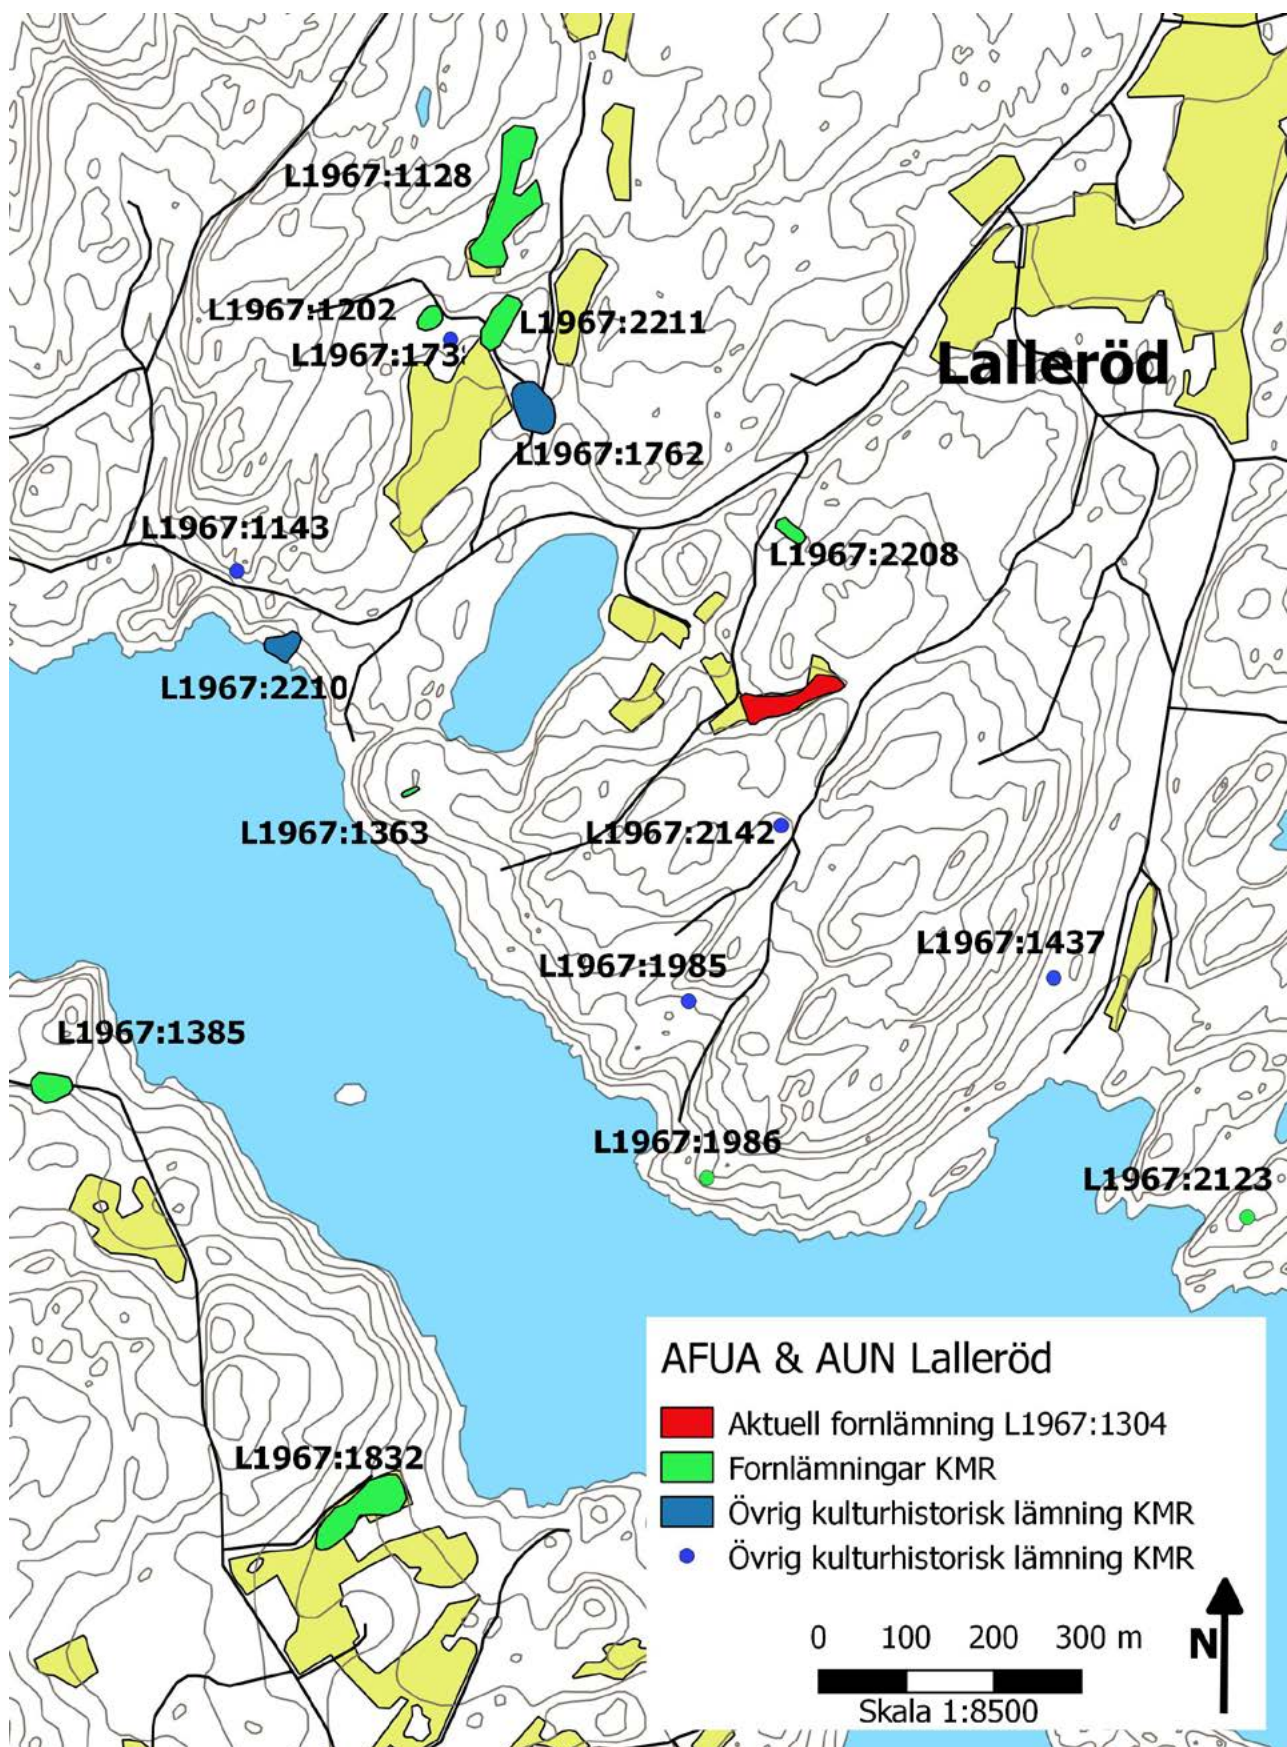 L1967:1128
L1967:1202
L1967:2211
L1967:173
Lalleröd
L1967:1762
L1967:1143
L1967:2208
L1967:2210
L1967:1363
L1967:2142
L1967:1437
L1967:1985
L1967:1385
L1967:1986
L1967:2123
L1967:1832
AFUA & AUN Lalleröd
Aktuell fornlämning L1967:1304
Fornlämningar KMR
Övrig kulturhistorisk lämning KMR
Övrig kulturhistorisk lämning KMR
0 100 200 300 m
Skala 1:8500
N